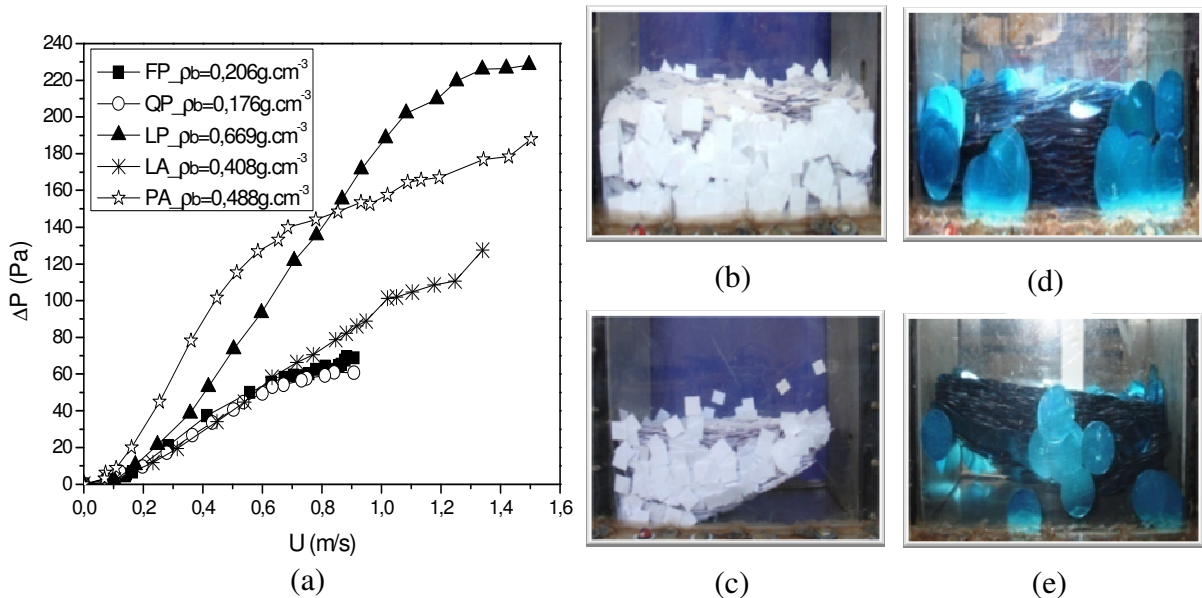 240
220
200
180
160
140
120
100
80
60
40
20
0
ΔP (Pa)
FP_ρb=0,206g.cm⁻³
QP_ρb=0,176g.cm⁻³
LP_ρb=0,669g.cm⁻³
LA_ρb=0,408g.cm⁻³
PA_ρb=0,488g.cm⁻³
0,0 0,2 0,4 0,6 0,8 1,0 1,2 1,4 1,6
U (m/s)
(a)
(b)
(d)
(c)
(e)